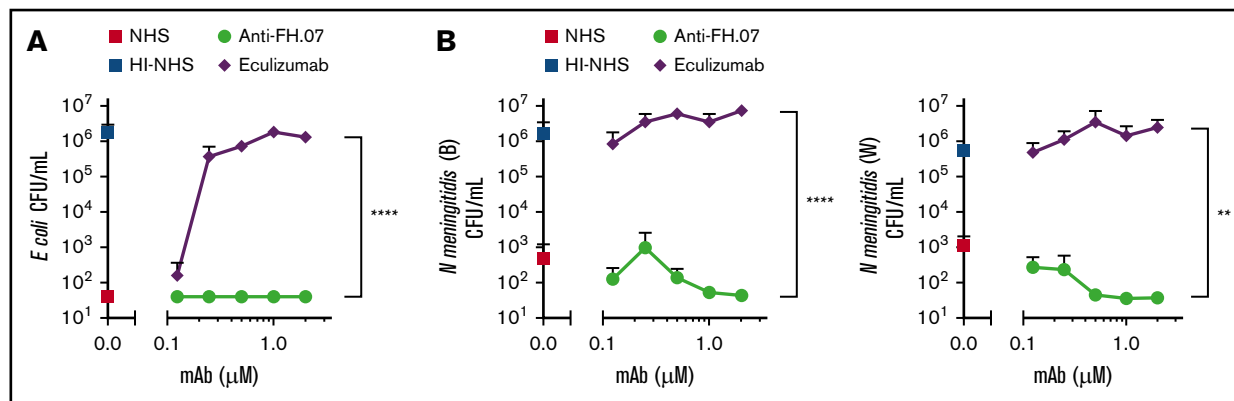 A
NHS
Anti-FH.07
HI-NHS
Eculizumab
E coli CFU/mL
10⁷
10⁶
10⁵
10⁴
10³
10²
10¹
0.0
0.1
1.0
mAb (μM)
****
B
NHS
Anti-FH.07
HI-NHS
Eculizumab
N meningitidis (B)
CFU/mL
10⁷
10⁶
10⁵
10⁴
10³
10²
10¹
0.0
0.1
1.0
mAb (μM)
****
N meningitidis (W)
CFU/mL
10⁷
10⁶
10⁵
10⁴
10³
10²
10¹
0.0
0.1
1.0
mAb (μM)
**